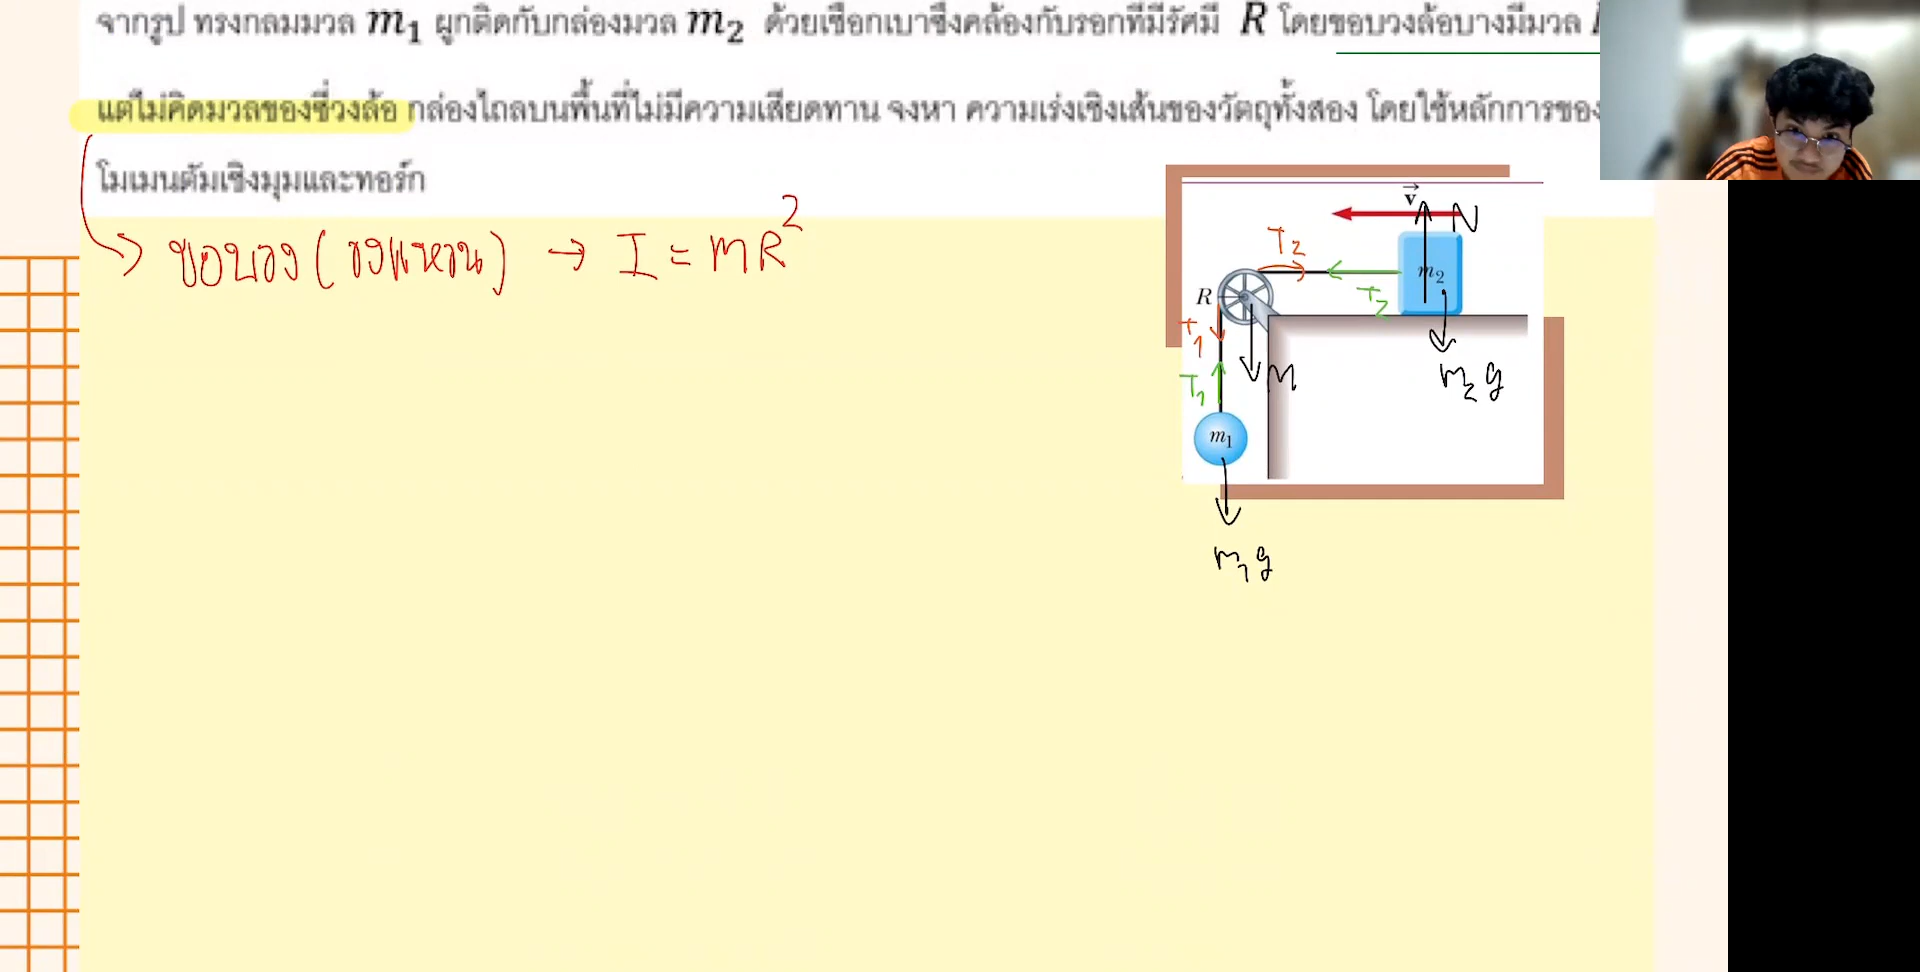 จากรูป ทรงกลมมวล m₁ ผูกติดกับกล่องมวล m₂ ด้วยเชือกเบาซึ่งคล้องกับรอกที่มีรัศมี R โดยขอบวงล้อบางมีมวล
แต่ไม่คิดมวลของซี่วงล้อ กล่องไถลบนพื้นที่ไม่มีความเสียดทาน จงหา ความเร่งเชิงเส้นของวัตถุทั้งสอง โดยใช้หลักการของ
โมเมนตัมเชิงมุมและทอร์ก
ขอบวง (วงแหวน) → I = mR²
v N
T₂
m₂
R
T₂
T₁
M
m₂g
T₁
m₁
m₁g